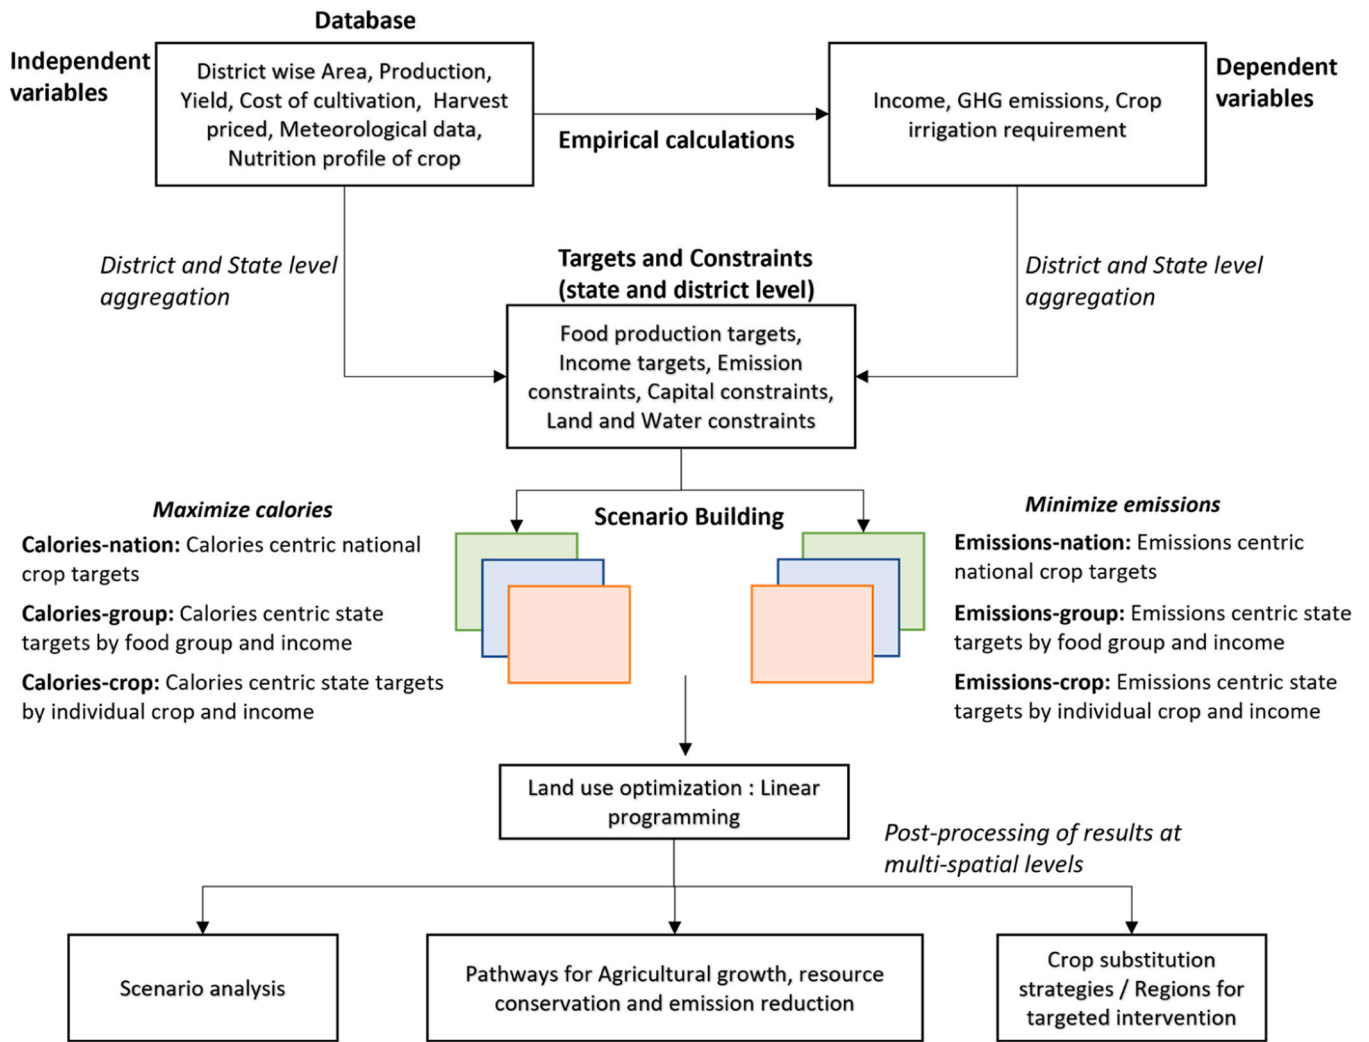 Database
Independent
variables
District wise Area, Production,
Yield, Cost of cultivation, Harvest
priced, Meteorological data,
Nutrition profile of crop
Empirical calculations
Income, GHG emissions, Crop
irrigation requirement
Dependent
variables
District and State level
aggregation
Targets and Constraints
(state and district level)
District and State level
aggregation
Food production targets,
Income targets, Emission
constraints, Capital constraints,
Land and Water constraints
Maximize calories
Calories-nation: Calories centric national
crop targets
Calories-group: Calories centric state
targets by food group and income
Calories-crop: Calories centric state targets
by individual crop and income
Scenario Building
Minimize emissions
Emissions-nation: Emissions centric
national crop targets
Emissions-group: Emissions centric state
targets by food group and income
Emissions-crop: Emissions centric state
targets by individual crop and income
Land use optimization : Linear
programming
Post-processing of results at
multi-spatial levels
Scenario analysis
Pathways for Agricultural growth, resource
conservation and emission reduction
Crop substitution
strategies / Regions for
targeted intervention